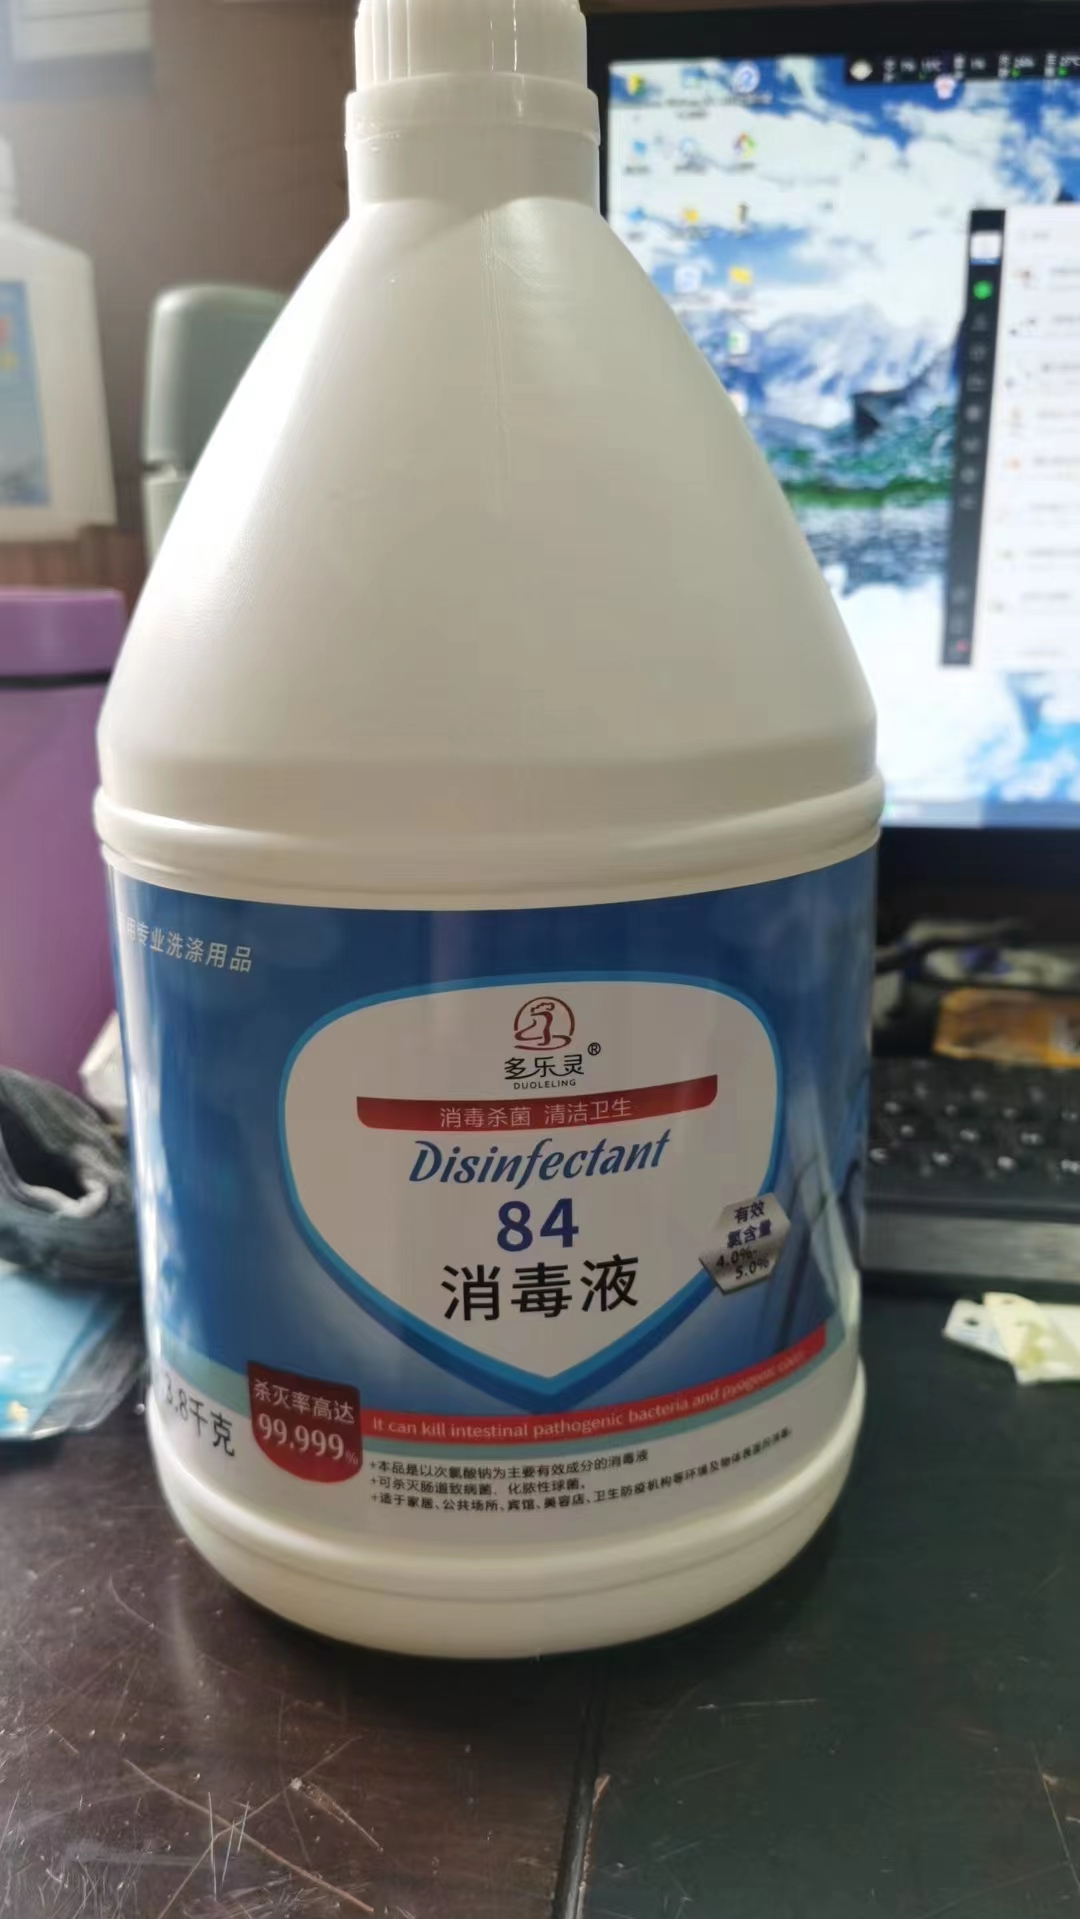 用专业洗涤用品
多乐灵®
DUOLELING
消毒杀菌 清洁卫生
Disinfectant
84
消毒液
有效
氯含量
4.0%-
5.0%
3.8千克
杀灭率高达
99.999%
It can kill intestinal pathogenic bacteria and pyogenic cocci
+本品是以次氯酸钠为主要有效成分的消毒液
+可杀灭肠道致病菌、化脓性球菌。
+适于家居、公共场所、宾馆、美容店、卫生防疫机构等环境及物体表面的消毒。